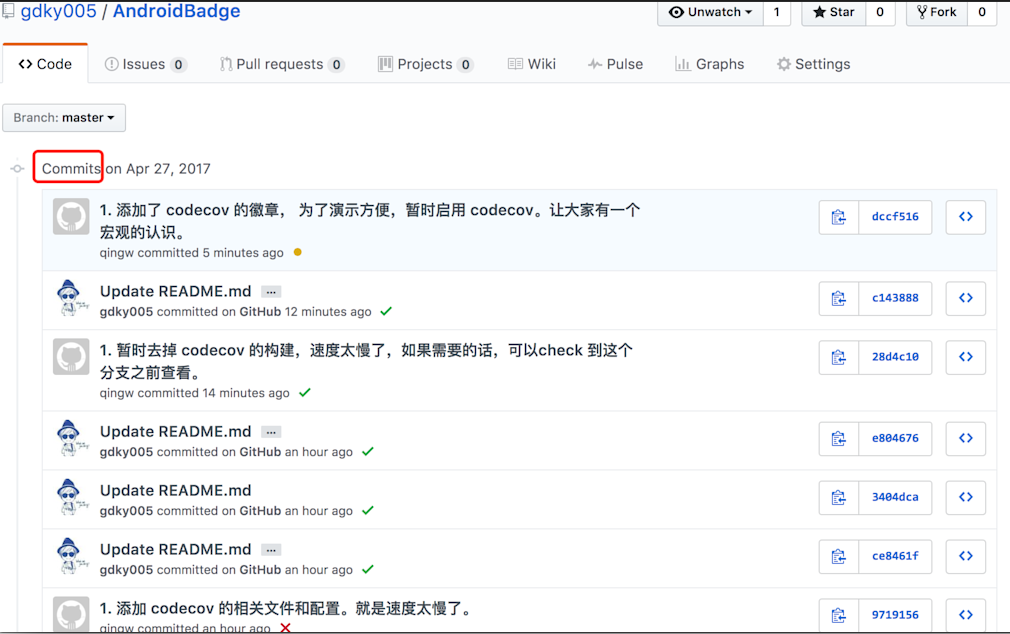 gdky005 / AndroidBadge
Unwatch 1 Star 0 Fork 0
Code Issues 0 Pull requests 0 Projects 0 Wiki Pulse Graphs Settings
Branch: master
Commits on Apr 27, 2017
1. 添加了 codecov 的徽章， 为了演示方便，暂时启用 codecov。让大家有一个
宏观的认识。
dccf516
qingw committed 5 minutes ago
Update README.md …
c143888
gdky005 committed on GitHub 12 minutes ago
1. 暂时去掉 codecov 的构建，速度太慢了，如果需要的话，可以check 到这个
分支之前查看。
28d4c10
qingw committed 14 minutes ago
Update README.md …
e804676
gdky005 committed on GitHub an hour ago
Update README.md
3404dca
gdky005 committed on GitHub an hour ago
Update README.md …
ce8461f
gdky005 committed on GitHub an hour ago
1. 添加 codecov 的相关文件和配置。就是速度太慢了。
9719156
qingw committed an hour ago